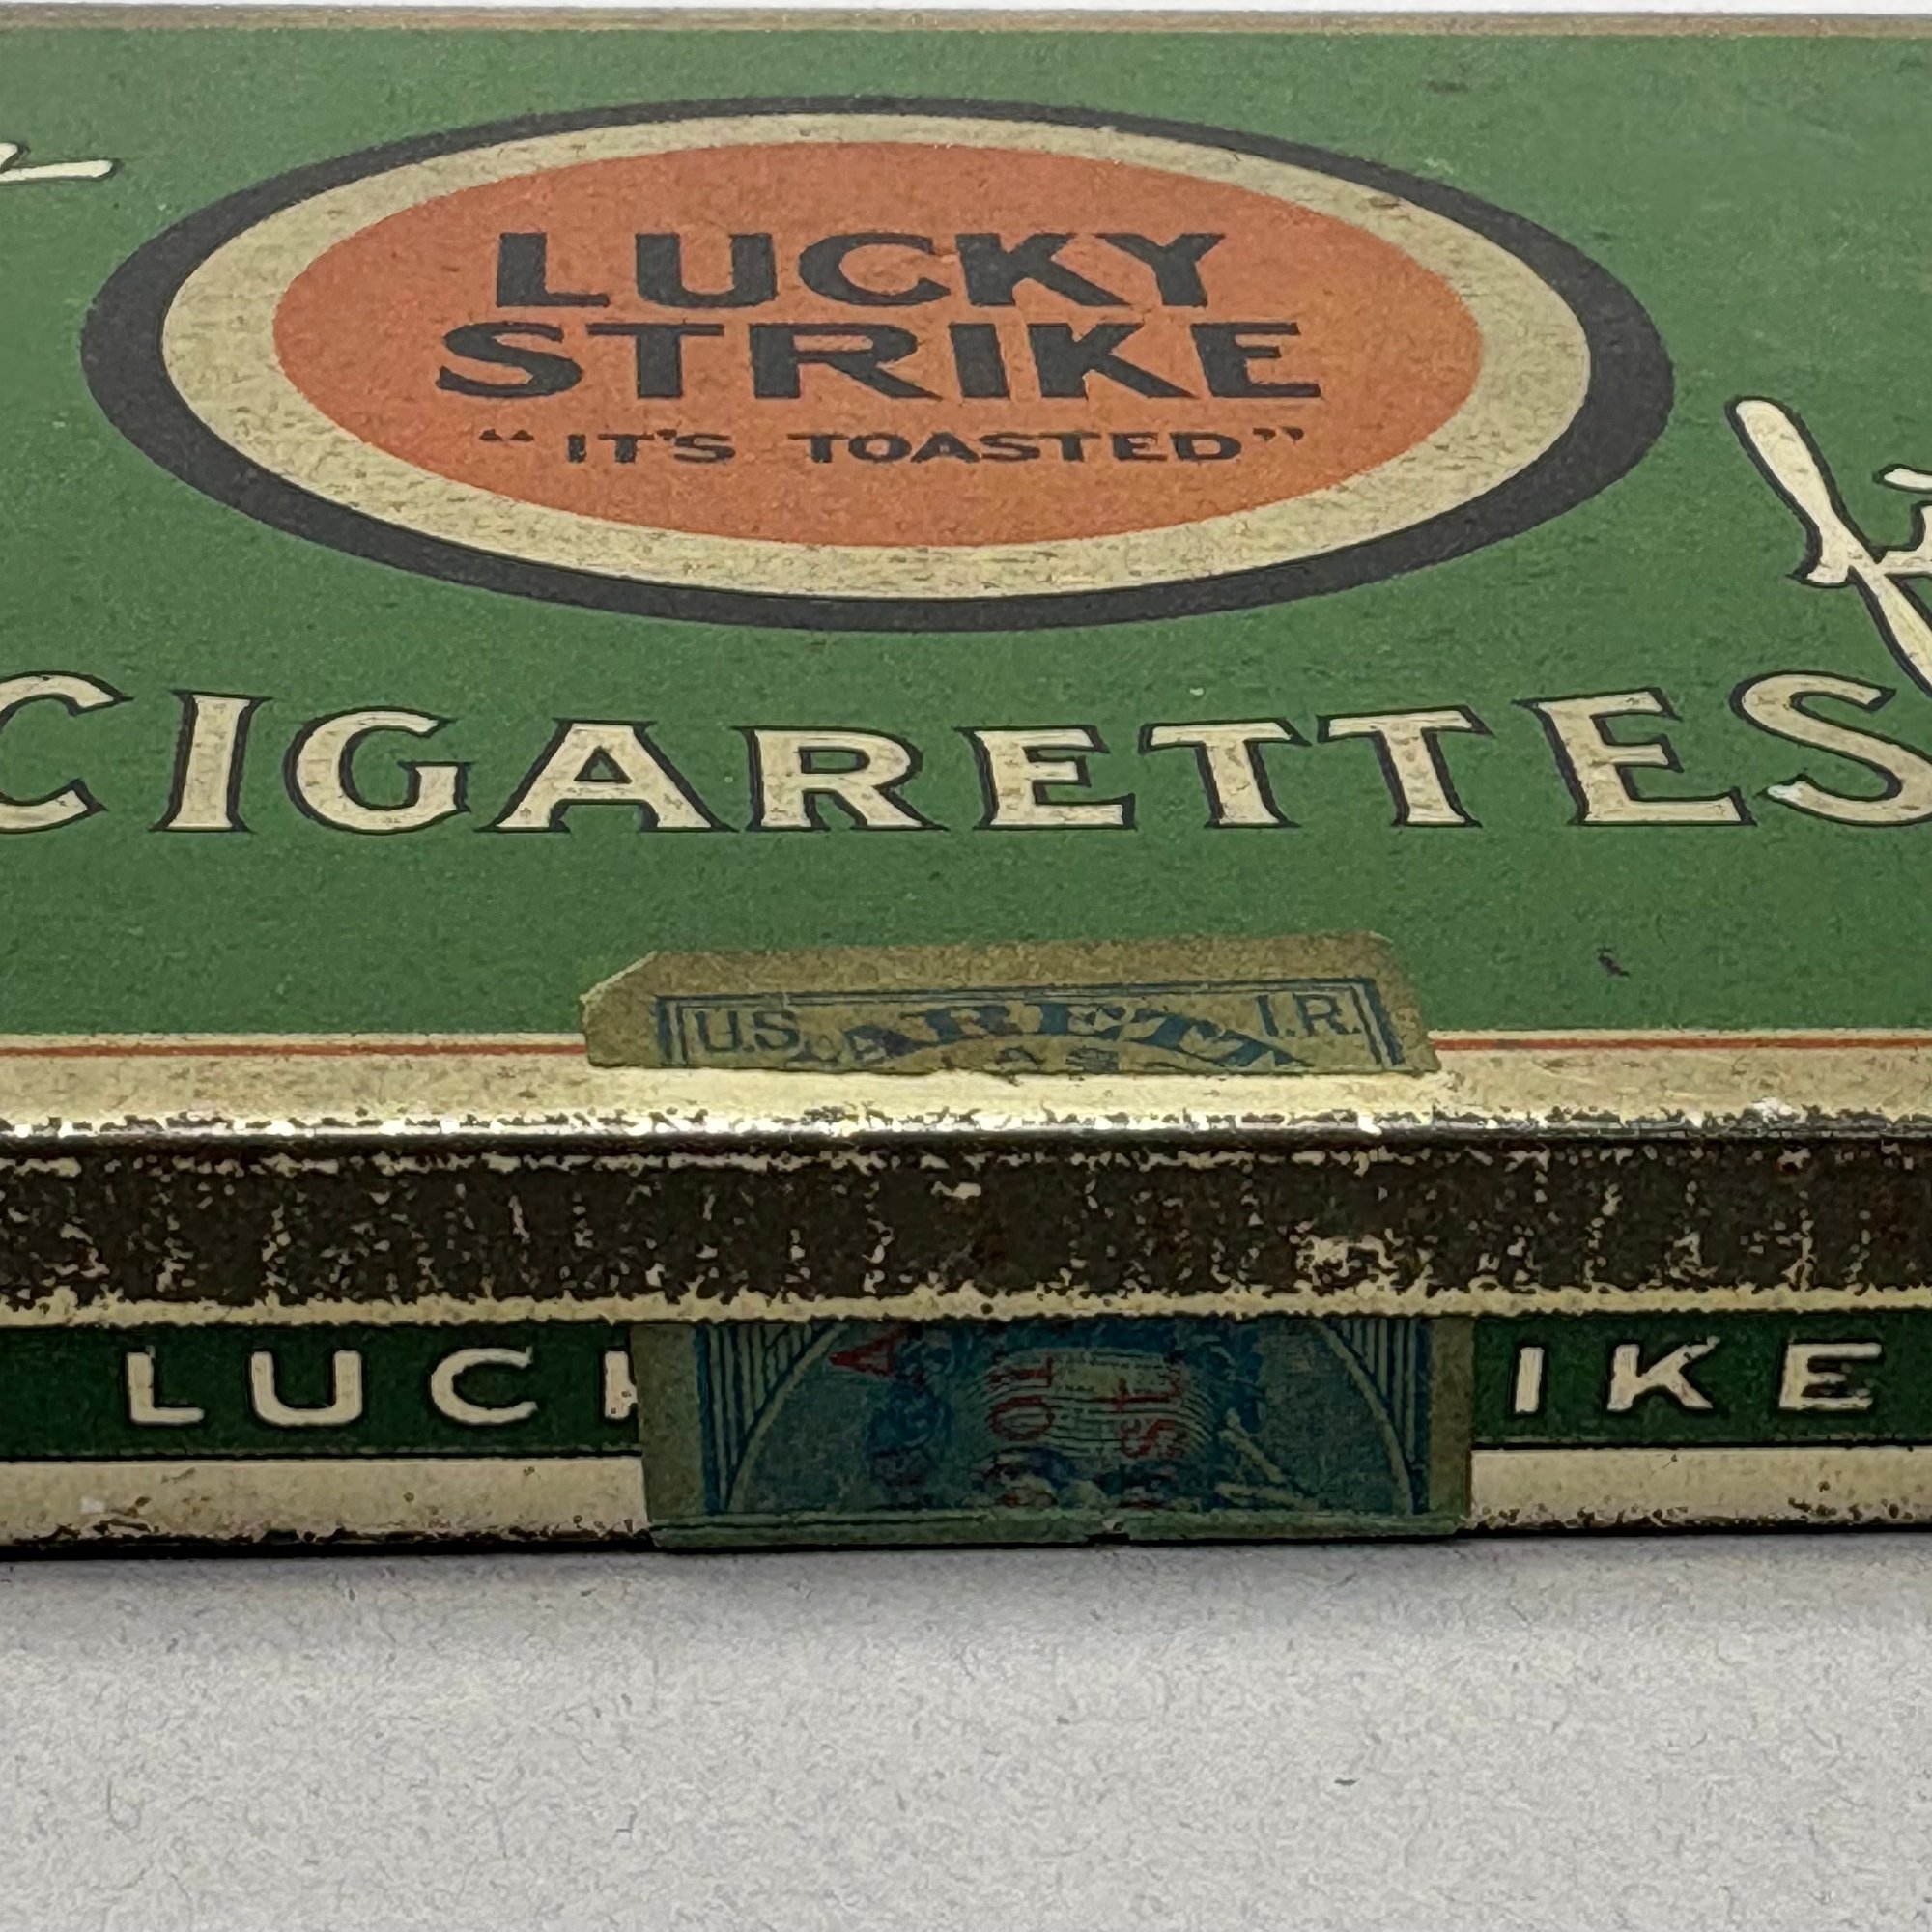 LUCKY
STRIKE
"IT'S TOASTED"
CIGARETTES
U.S. I.R.
LUC IKE